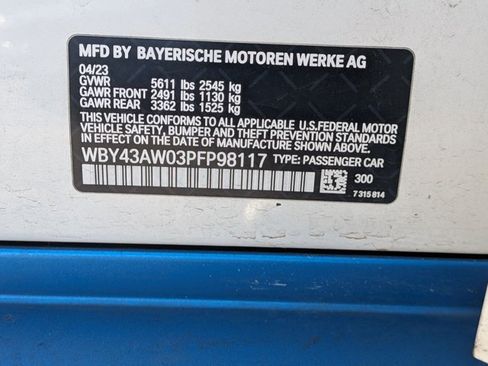 MFD BY BAYERISCHE MOTOREN WERKE AG
04/23
GVWR 5611 lbs 2545 kg
GAWR FRONT 2491 lbs 1130 kg
GAWR REAR 3362 lbs 1525 kg
THIS VEHICLE CONFORMS TO ALL APPLICABLE U.S.FEDERAL MOTOR
VEHICLE SAFETY, BUMPER, AND THEFT PREVENTION STANDARDS
IN EFFECT ON THE DATE OF MANUFACTURE SHOWN ABOVE.
WBY43AW03PFP98117 TYPE: PASSENGER CAR
300
7 315 814